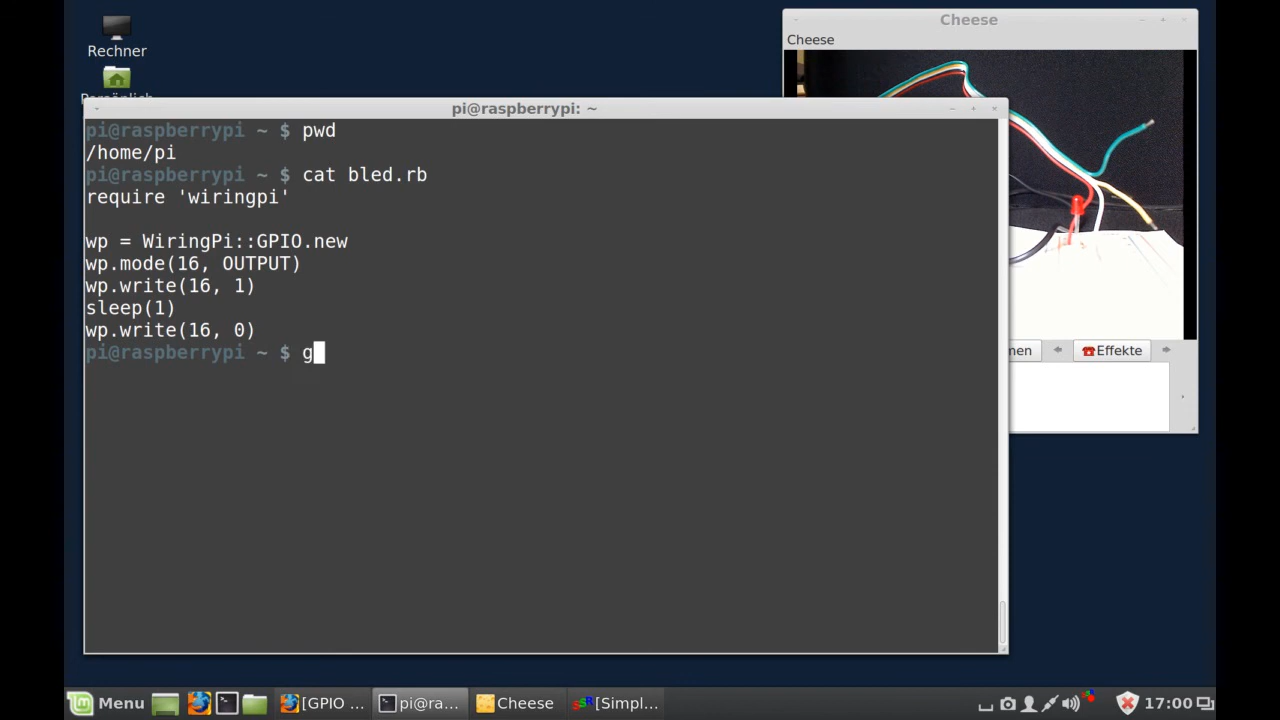 Rechner
Cheese
Cheese
pi@raspberrypi: ~
pi@raspberrypi ~ $ pwd
/home/pi
pi@raspberrypi ~ $ cat bled.rb
require 'wiringpi'
wp = WiringPi::GPIO.new
wp.mode(16, OUTPUT)
wp.write(16, 1)
sleep(1)
wp.write(16, 0)
pi@raspberrypi ~ $ g
men
Effekte
Menu
[GPIO ...
pi@ra...
Cheese
[Simpl...
17:00